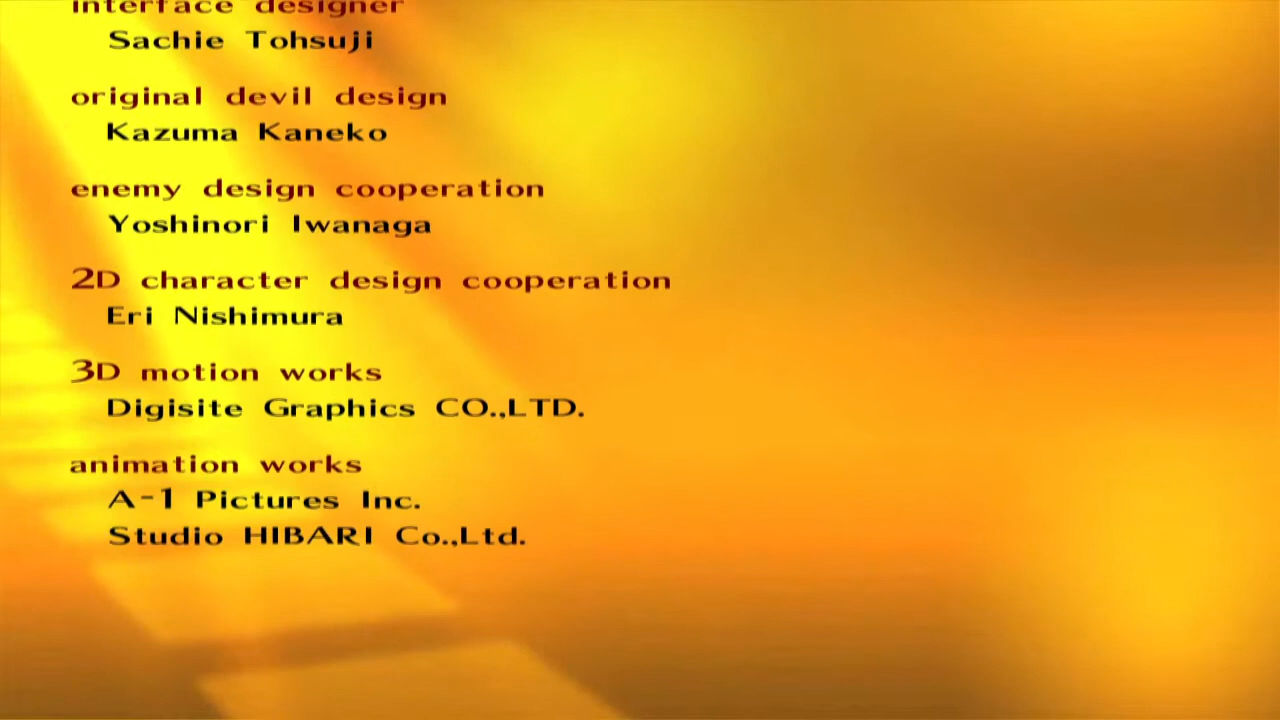 interface designer
Sachie Tohsuji
original devil design
Kazuma Kaneko
enemy design cooperation
Yoshinori Iwanaga
2D character design cooperation
Eri Nishimura
3D motion works
Digisite Graphics CO.,LTD.
animation works
A-1 Pictures Inc.
Studio HIBARI Co.,Ltd.